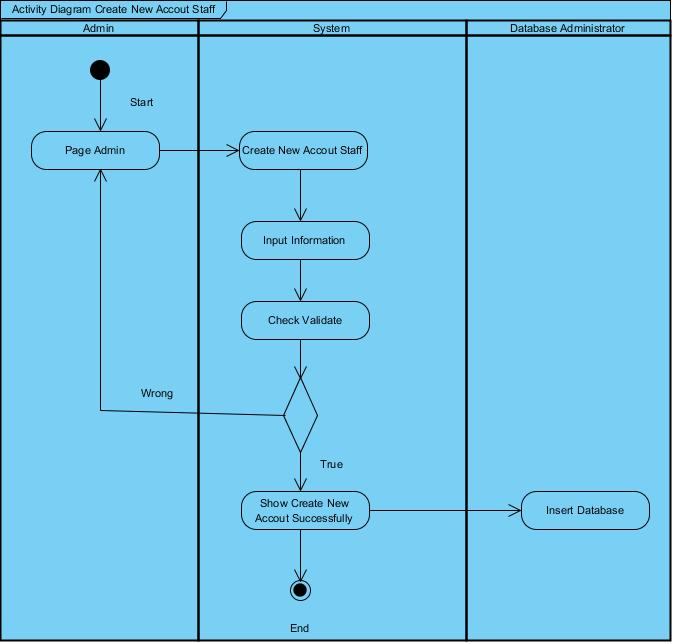 Activity Diagram Create New Accout Staff
Admin
System
Database Administrator
Start
Page Admin
Create New Accout Staff
Input Information
Check Validate
Wrong
True
Show Create New
Accout Successfully
Insert Database
End